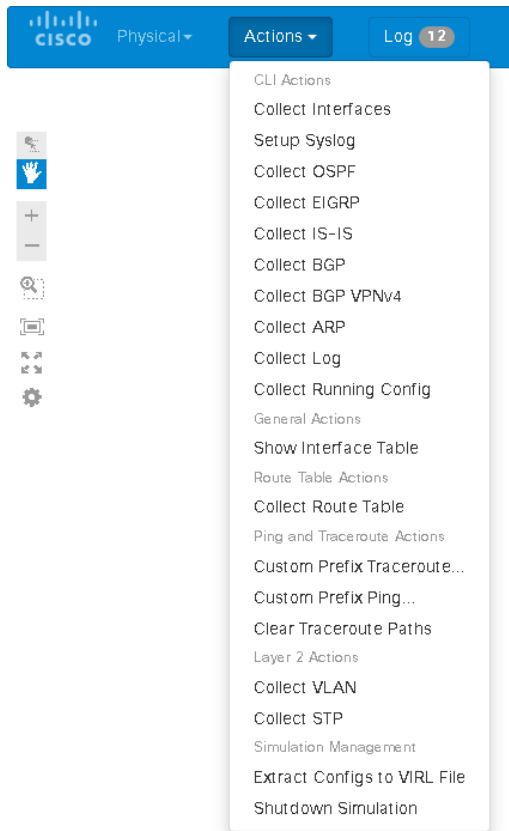 CISCO Physical Actions Log 12
CLI Actions
Collect Interfaces
Setup Syslog
Collect OSPF
Collect EIGRP
Collect IS-IS
Collect BGP
Collect BGP VPNv4
Collect ARP
Collect Log
Collect Running Config
General Actions
Show Interface Table
Route Table Actions
Collect Route Table
Ping and Traceroute Actions
Custom Prefix Traceroute...
Custom Prefix Ping...
Clear Traceroute Paths
Layer 2 Actions
Collect VLAN
Collect STP
Simulation Management
Extract Configs to VIRL File
Shutdown Simulation